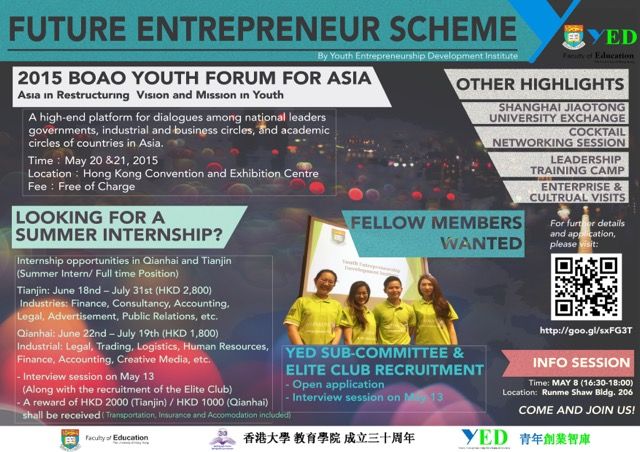 FUTURE ENTREPRENEUR SCHEME
By Youth Entrepreneurship Development Institute
YED
Faculty of Education
2015 BOAO YOUTH FORUM FOR ASIA
Asia in Restructuring Vision and Mission in Youth
A high-end platform for dialogues among national leaders
governments, industrial and business circles, and academic
circles of countries in Asia.
Time：May 20 &21, 2015
Location：Hong Kong Convention and Exhibition Centre
Fee：Free of Charge
OTHER HIGHLIGHTS
SHANGHAI JIAOTONG
UNIVERSITY EXCHANGE
COCKTAIL
NETWORKING SESSION
LEADERSHIP
TRAINING CAMP
ENTERPRISE &
CULTRUAL VISITS
LOOKING FOR A
SUMMER INTERNSHIP?
Internship opportunities in Qianhai and Tianjin
(Summer Intern/ Full time Position)
Tianjin: June 18nd – July 31st (HKD 2,800)
Industries: Finance, Consultancy, Accounting,
Legal, Advertisement, Public Relations, etc.
Qianhai: June 22nd – July 19th (HKD 1,800)
Industrial: Legal, Trading, Logistics, Human Resources,
Finance, Accounting, Creative Media, etc.
- Interview session on May 13
(Along with the recruitment of the Elite Club)
- A reward of HKD 2000 (Tianjin) / HKD 1000 (Qianhai)
shall be received ( Transportation, Insurance and Accomodation included)
FELLOW MEMBERS
WANTED
Youth Entrepreneurship
Development Institute
YED SUB-COMMITTEE &
ELITE CLUB RECRUITMENT
- Open application
- Interview session on May 13
For further details
and application,
please visit:
http://goo.gl/sxFG3T
INFO SESSION
Time: MAY 8 (16:30-18:00)
Location: Runme Shaw Bldg. 206
COME AND JOIN US!
Faculty of Education
The University of Hong Kong
香港大學 教育學院 成立三十周年
YED 青年創業智庫